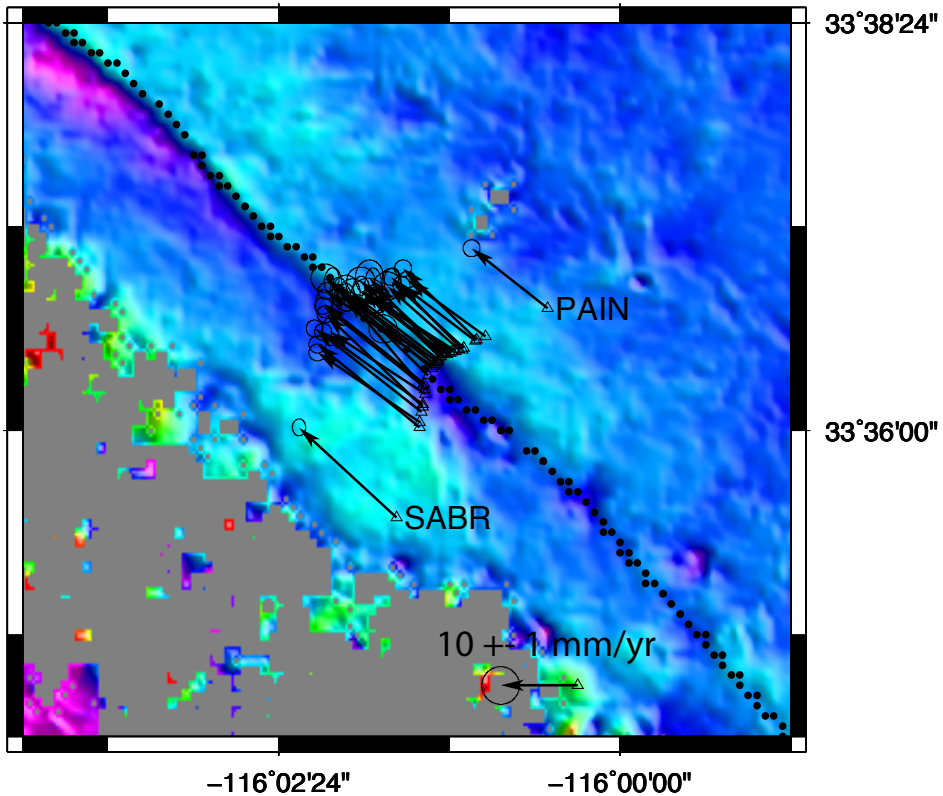 33˚38'24"
PAIN
33˚36'00"
SABR
10 +- 1 mm/yr
−116˚02'24"
−116˚00'00"